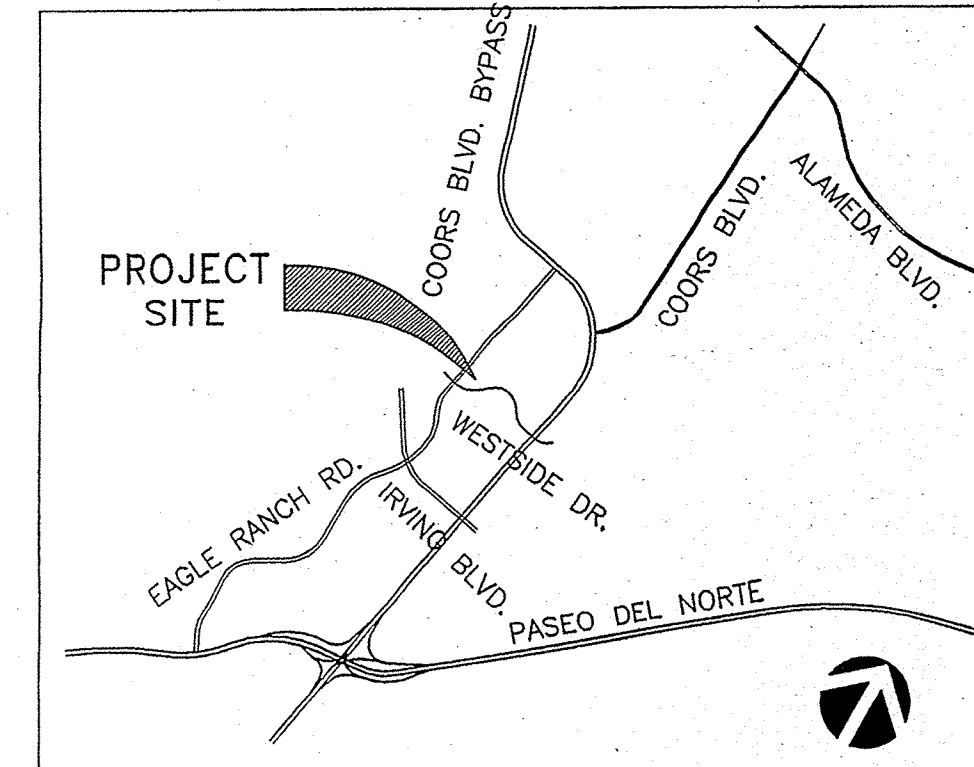 COORS BLVD. BYPASS
COORS BLVD.
ALAMEDA BLVD.
PROJECT
SITE
WESTSIDE DR.
EAGLE RANCH RD.
IRVING BLVD.
PASEO DEL NORTE